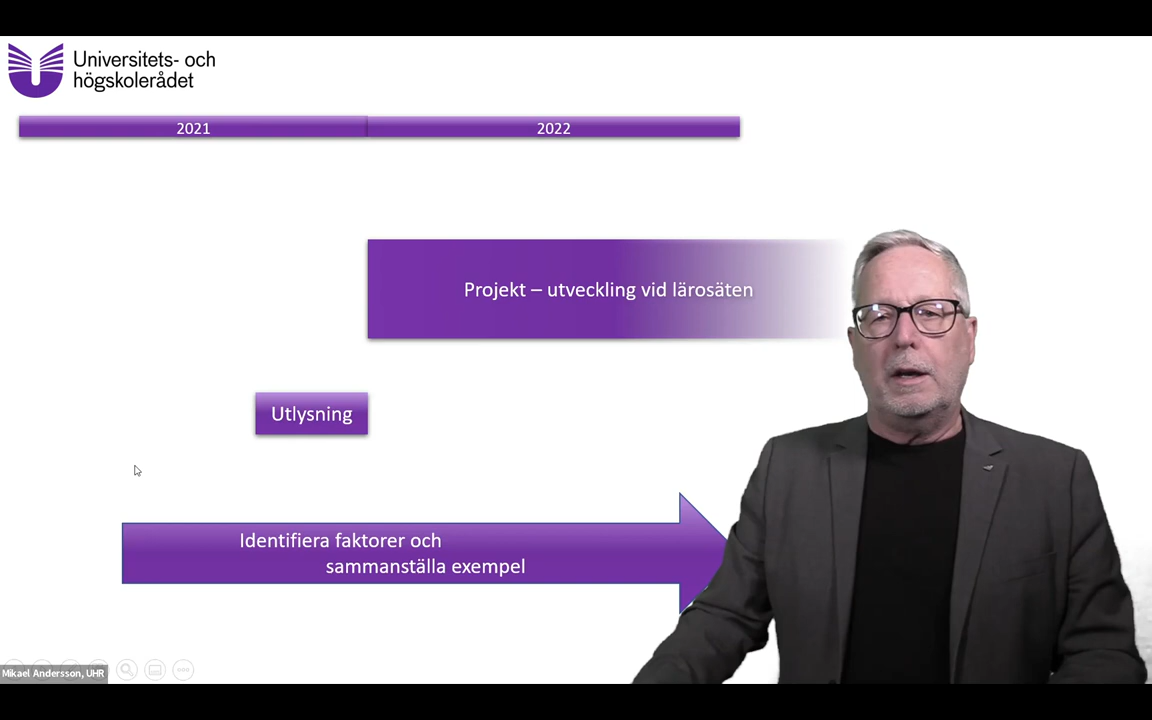 Universitets- och
högskolerådet
2021
2022
Projekt – utveckling vid lärosäten
Utlysning
Identifiera faktorer och
sammanställa exempel
Mikael Andersson, UHR